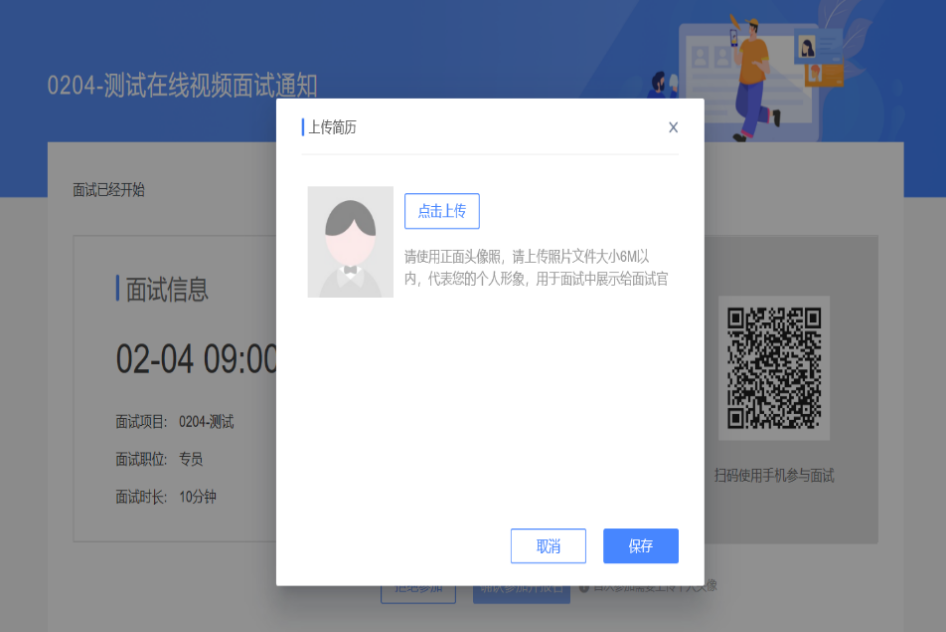 0204-测试在线视频面试通知
上传简历
X
面试已经开始
点击上传
请使用正面头像照，请上传照片文件大小6M以
内，代表您的个人形象，用于面试中展示给面试官
面试信息
02-04 09:00
面试项目： 0204-测试
面试职位： 专员
面试时长： 10分钟
扫码使用手机参与面试
取消
保存